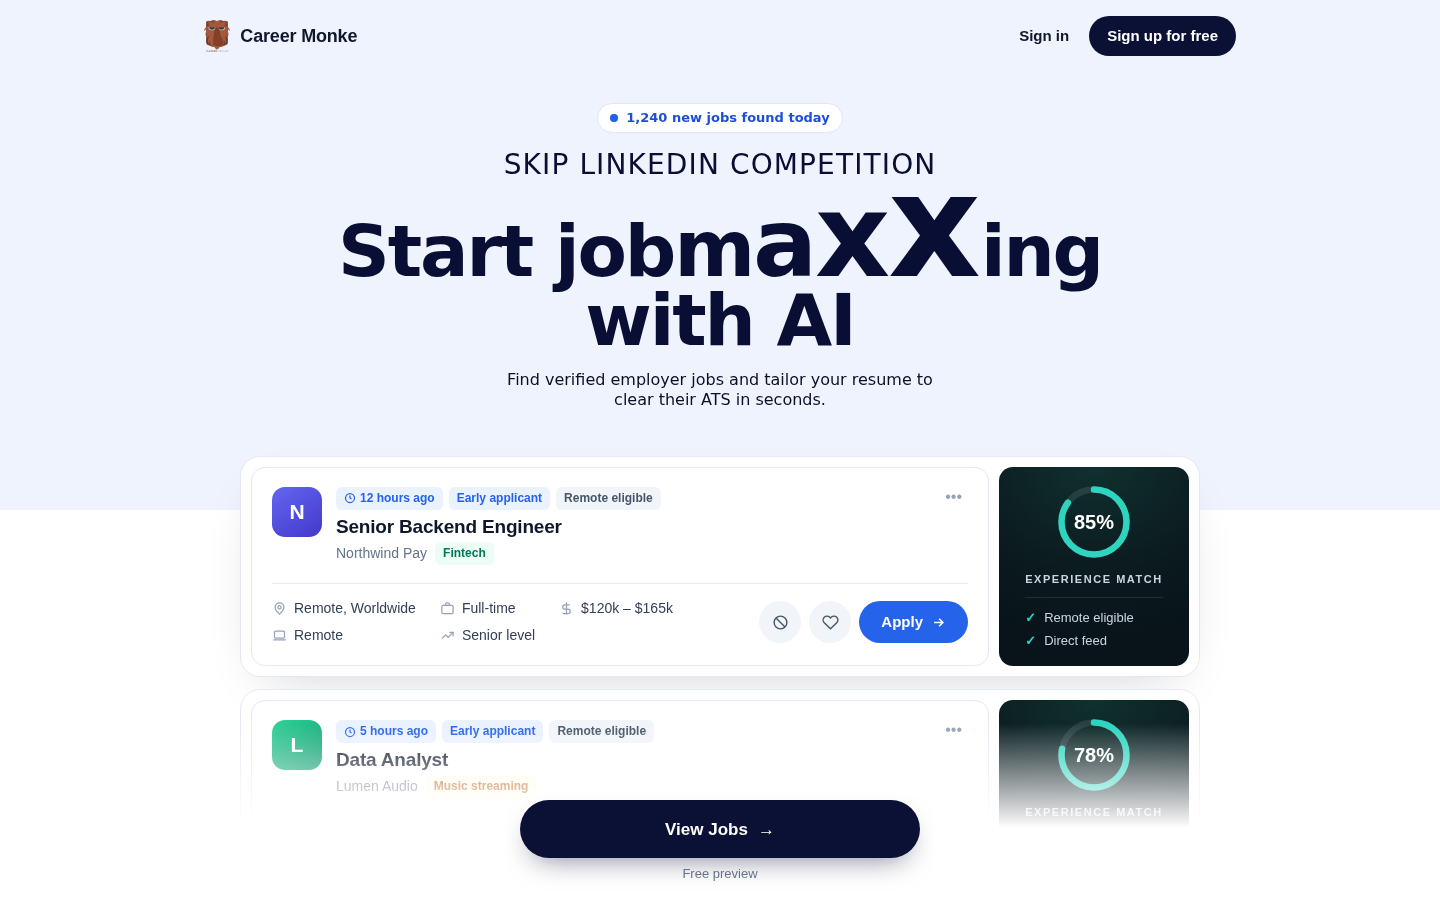 Career Monke
Sign in
Sign up for free
1,240 new jobs found today
SKIP LINKEDIN COMPETITION
Start jobmaxXing
with AI
Find verified employer jobs and tailor your resume to
clear their ATS in seconds.
N
12 hours ago
Early applicant
Remote eligible
•••
Senior Backend Engineer
Northwind Pay
Fintech
Remote, Worldwide
Full-time
$120k – $165k
Remote
Senior level
Apply →
85%
EXPERIENCE MATCH
✓ Remote eligible
✓ Direct feed
L
5 hours ago
Early applicant
Remote eligible
•••
Data Analyst
Lumen Audio
Music streaming
78%
EXPERIENCE MATCH
View Jobs →
Free preview